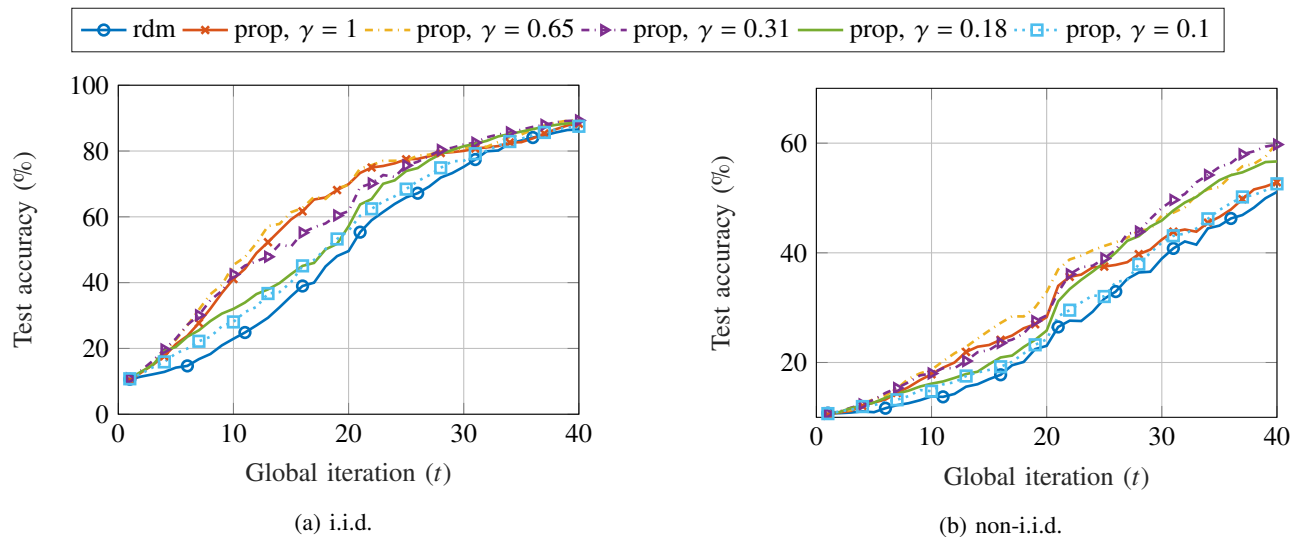 rdm prop, γ = 1 prop, γ = 0.65 prop, γ = 0.31 prop, γ = 0.18 prop, γ = 0.1
100
80
60
40
20
0
Test accuracy (%)
0 10 20 30 40
Global iteration (t)
(a) i.i.d.
60
40
20
Test accuracy (%)
0 10 20 30 40
Global iteration (t)
(b) non-i.i.d.